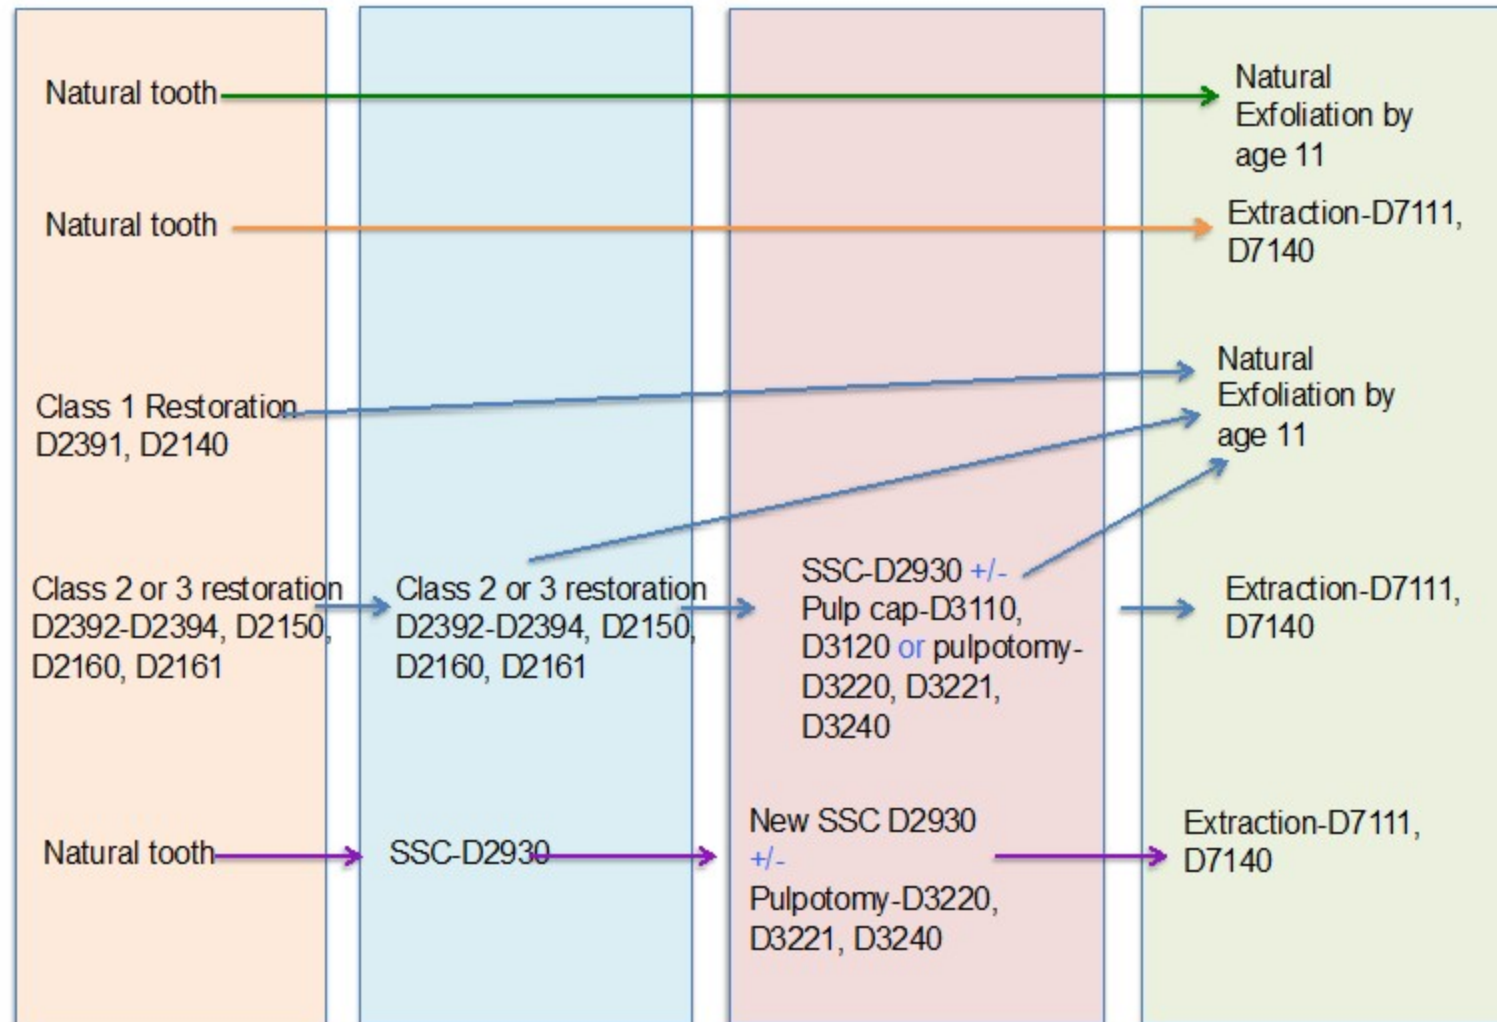 Natural tooth
Natural
Exfoliation by
age 11
Natural tooth
Extraction-D7111,
D7140
Class 1 Restoration
D2391, D2140
Natural
Exfoliation by
age 11
Class 2 or 3 restoration
D2392-D2394, D2150,
D2160, D2161
Class 2 or 3 restoration
D2392-D2394, D2150,
D2160, D2161
SSC-D2930 +/-
Pulp cap-D3110,
D3120 or pulpotomy-
D3220, D3221,
D3240
Extraction-D7111,
D7140
Natural tooth
SSC-D2930
New SSC D2930
+/-
Pulpotomy-D3220,
D3221, D3240
Extraction-D7111,
D7140